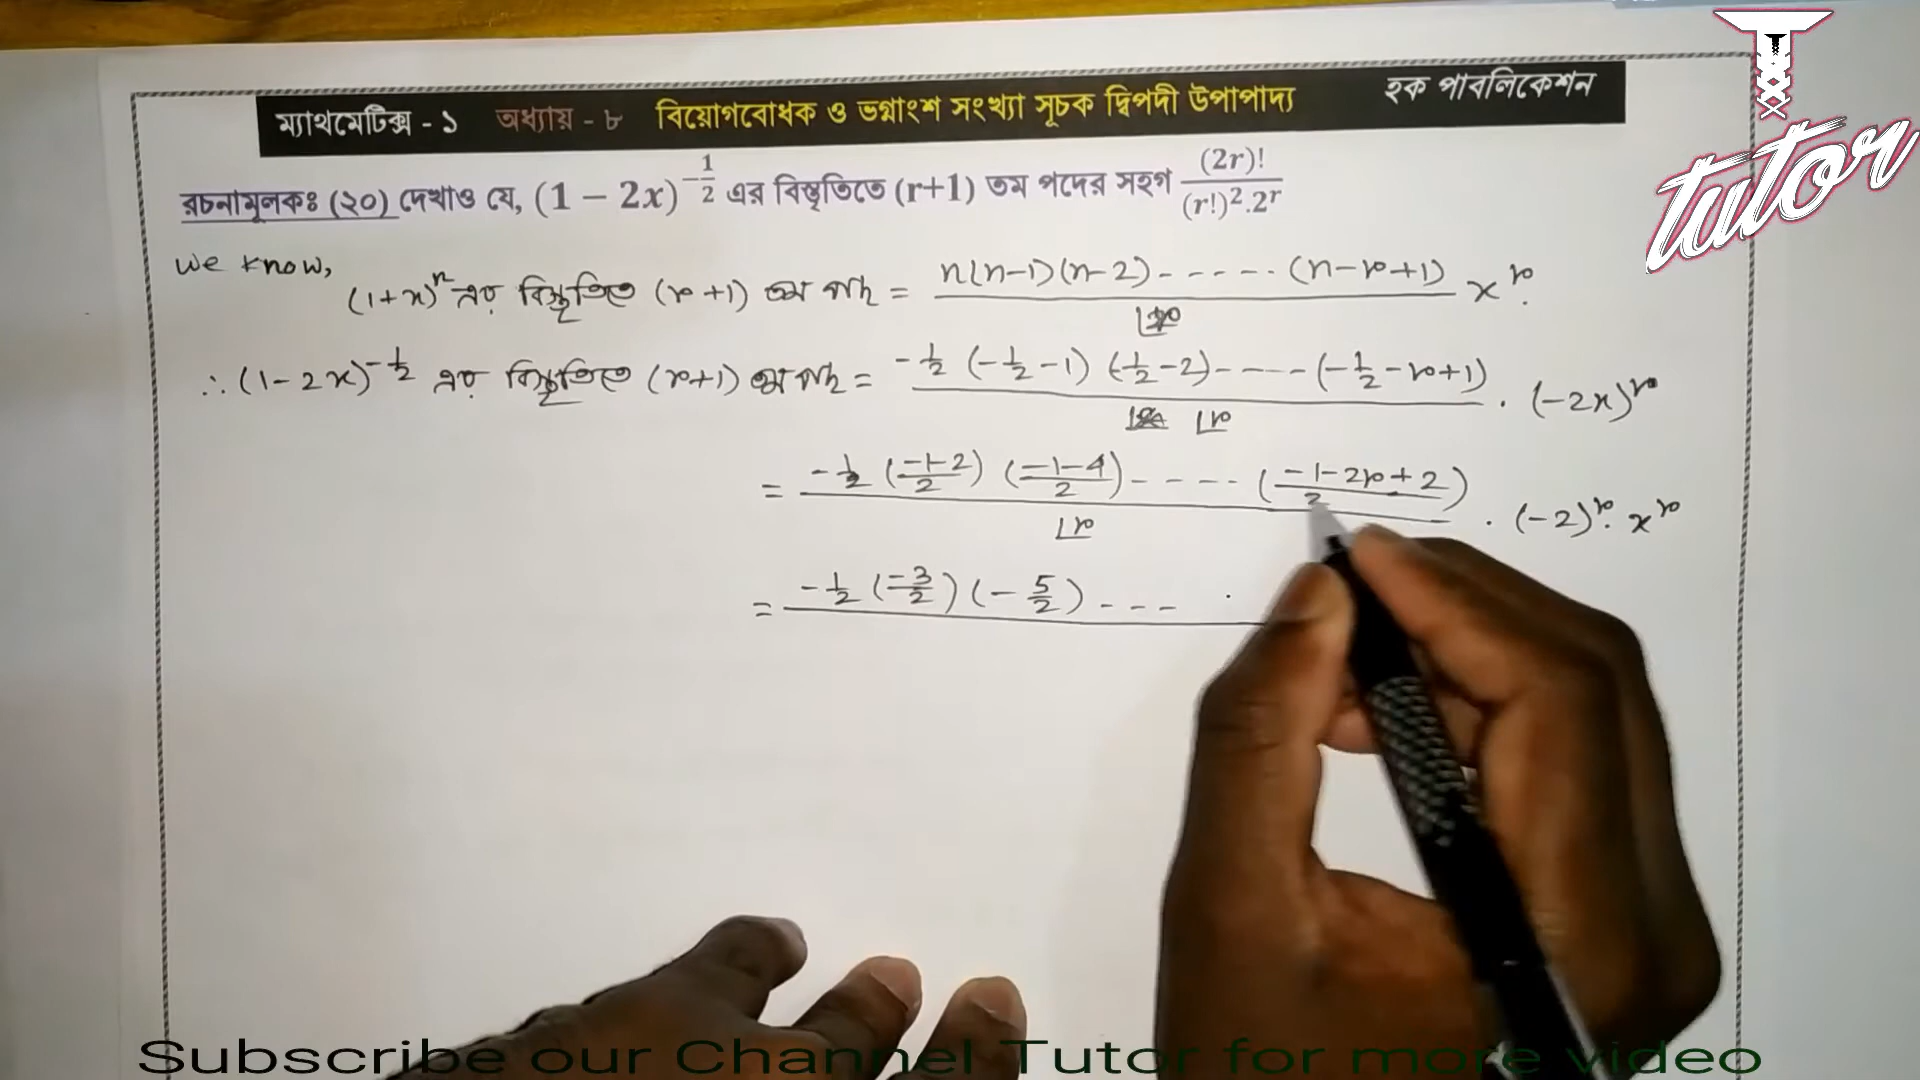 ম্যাথমেটিক্স - ১ অধ্যায় - ৮ বিয়োগবোধক ও ভগ্নাংশ সংখ্যা সূচক দ্বিপদী উপাপাদ্য হক পাবলিকেশন
রচনামূলকঃ (২০) দেখাও যে, (1 − 2x)^{-1/2} এর বিস্তৃতিতে (r+1) তম পদের সহগ (2r)!/((r!)^2.2^r)
We know,
(1+x)^n এর বিস্তৃতিতে (r+1) তম পদ = n(n-1)(n-2)------(n-r+1) / ⌊r x^r.
∴ (1-2x)^{-1/2} এর বিস্তৃতিতে (r+1) তম পদ = -1/2 (-1/2-1) (-1/2-2)------(-1/2-r+1) / ⌊r . (-2x)^r
= -1/2 (-1-2/2) (-1-4/2)-----(-1-2r+2/2) / ⌊r . (-2)^r. x^r
= -1/2 (-3/2) (-5/2)---
T
tutor
Subscribe our Channel Tutor for more video